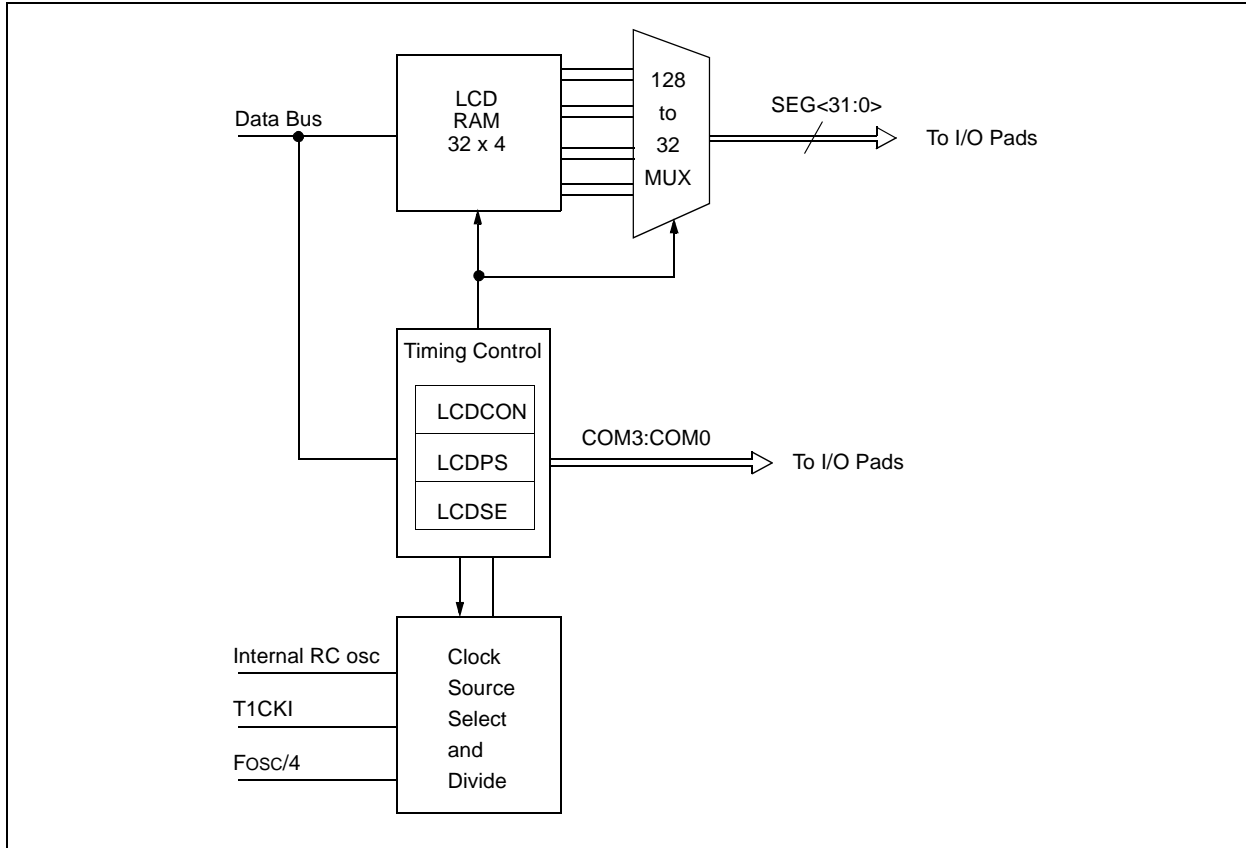 LCD
RAM
32 x 4
128
to
32
MUX
Data Bus
SEG<31:0>
To I/O Pads
Timing Control
LCDCON
LCDPS
LCDSE
COM3:COM0
To I/O Pads
Internal RC osc
T1CKI
FOSC/4
Clock
Source
Select
and
Divide